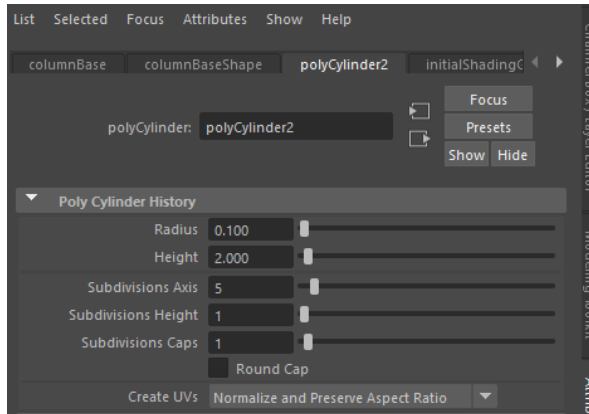 List Selected Focus Attributes Show Help
columnBase columnBaseShape polyCylinder2
polyCylinder: polyCylinder2
Focus
Presets
Show Hide
Poly Cylinder History
Radius 0.100
Height 2.000
Subdivisions Axis 5
Subdivisions Height 1
Subdivisions Caps 1
Round Cap
Create UVs Normalize and Preserve Aspect Ratio